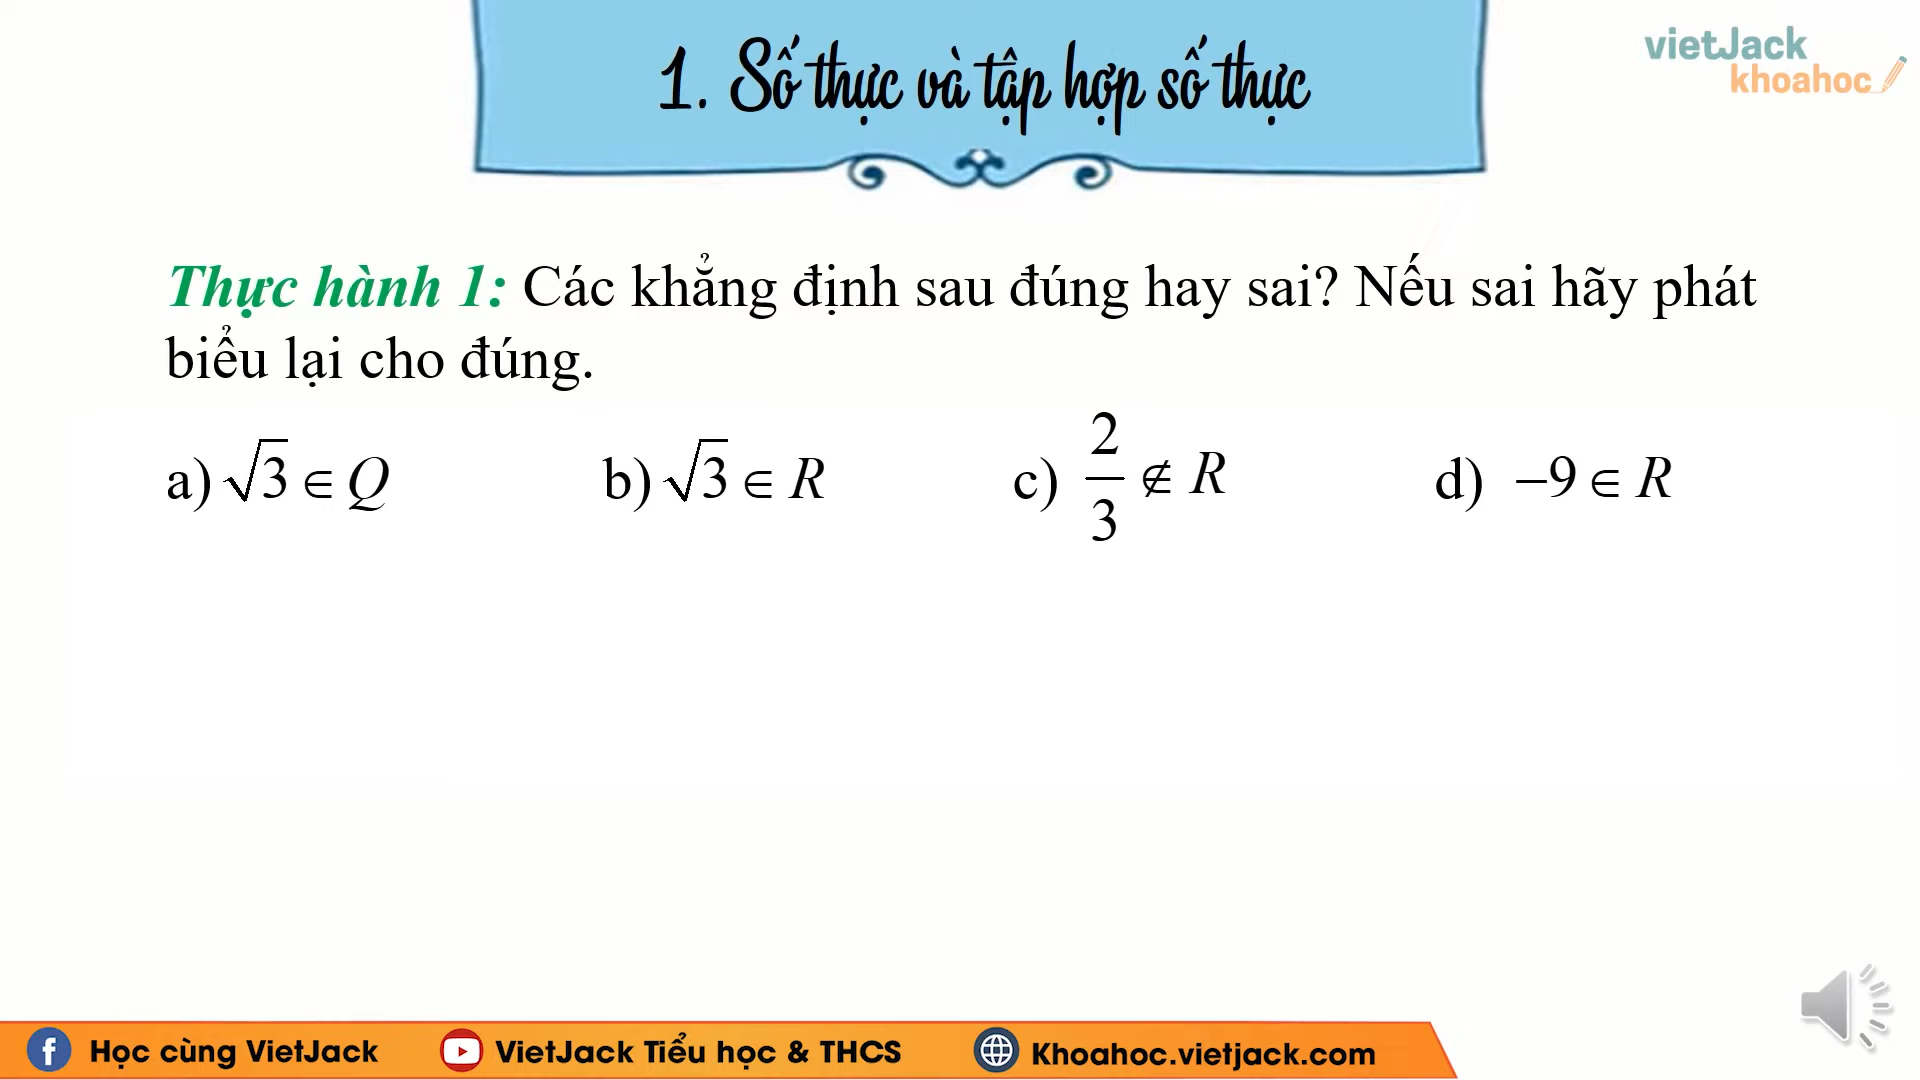 1. Số thực và tập hợp số thực
vietJack
khoahoc
Thực hành 1: Các khẳng định sau đúng hay sai? Nếu sai hãy phát
biểu lại cho đúng.
a) √3 ∈ Q b) √3 ∈ R c) 2/3 ∉ R d) −9 ∈ R
Học cùng VietJack VietJack Tiểu học & THCS Khoahoc.vietjack.com